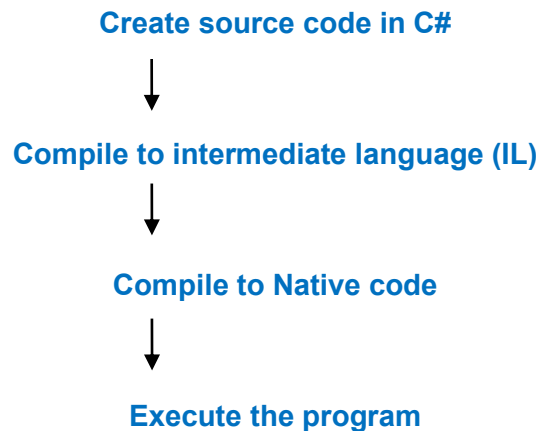 Create source code in C#
Compile to intermediate language (IL)
Compile to Native code
Execute the program